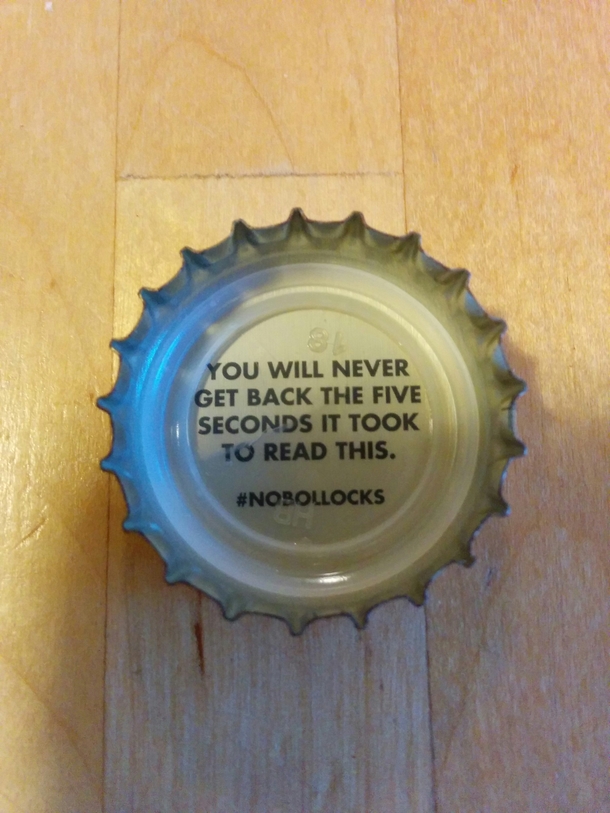 YOU WILL NEVER
GET BACK THE FIVE
SECONDS IT TOOK
TO READ THIS.
#NOBOLLOCKS